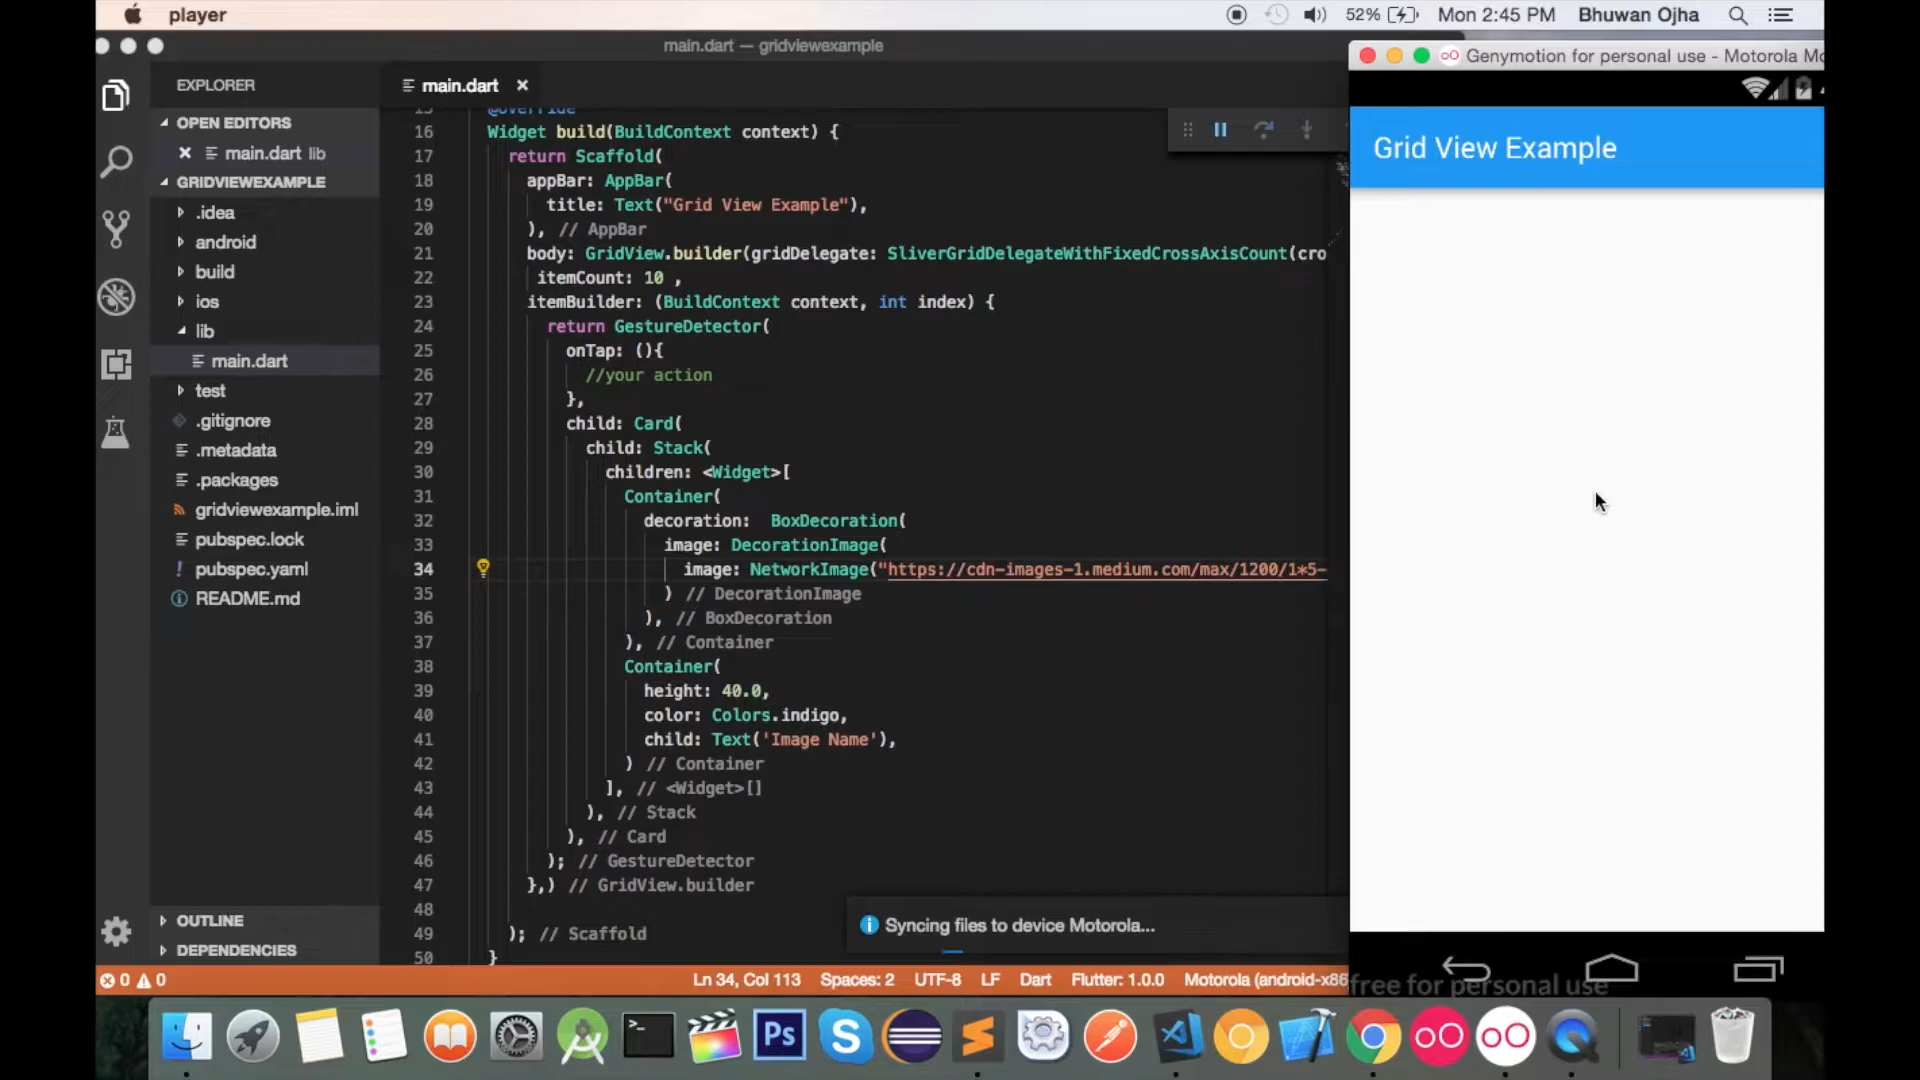 player
52%
Mon 2:45 PM
Bhuwan Ojha
main.dart — gridviewexample
Genymotion for personal use - Motorola Mo
EXPLORER
main.dart
OPEN EDITORS
main.dart lib
GRIDVIEWEXAMPLE
.idea
android
build
ios
lib
main.dart
test
.gitignore
.metadata
.packages
gridviewexample.iml
pubspec.lock
! pubspec.yaml
README.md
OUTLINE
DEPENDENCIES
15 @override
16 Widget build(BuildContext context) {
17 return Scaffold(
18 appBar: AppBar(
19 title: Text("Grid View Example"),
20 ), // AppBar
21 body: GridView.builder(gridDelegate: SliverGridDelegateWithFixedCrossAxisCount(cro
22 itemCount: 10 ,
23 itemBuilder: (BuildContext context, int index) {
24 return GestureDetector(
25 onTap: (){
26 //your action
27 },
28 child: Card(
29 child: Stack(
30 children: <Widget>[
31 Container(
32 decoration:  BoxDecoration(
33 image: DecorationImage(
34 image: NetworkImage("https://cdn-images-1.medium.com/max/1200/1*5-
35 ) // DecorationImage
36 ), // BoxDecoration
37 ), // Container
38 Container(
39 height: 40.0,
40 color: Colors.indigo,
41 child: Text('Image Name'),
42 ) // Container
43 ], // <Widget>[]
44 ), // Stack
45 ), // Card
46 ); // GestureDetector
47 },) // GridView.builder
48
49 ); // Scaffold
50 }
Grid View Example
Syncing files to device Motorola...
0 0
Ln 34, Col 113
Spaces: 2
UTF-8
LF
Dart
Flutter: 1.0.0
Motorola (android-x86
free for personal use
Ps